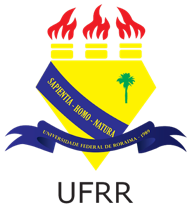 SAPIENTIA - HOMO - NATURA
UNIVERSIDADE FEDERAL DE RORAIMA - 1989
UFRR